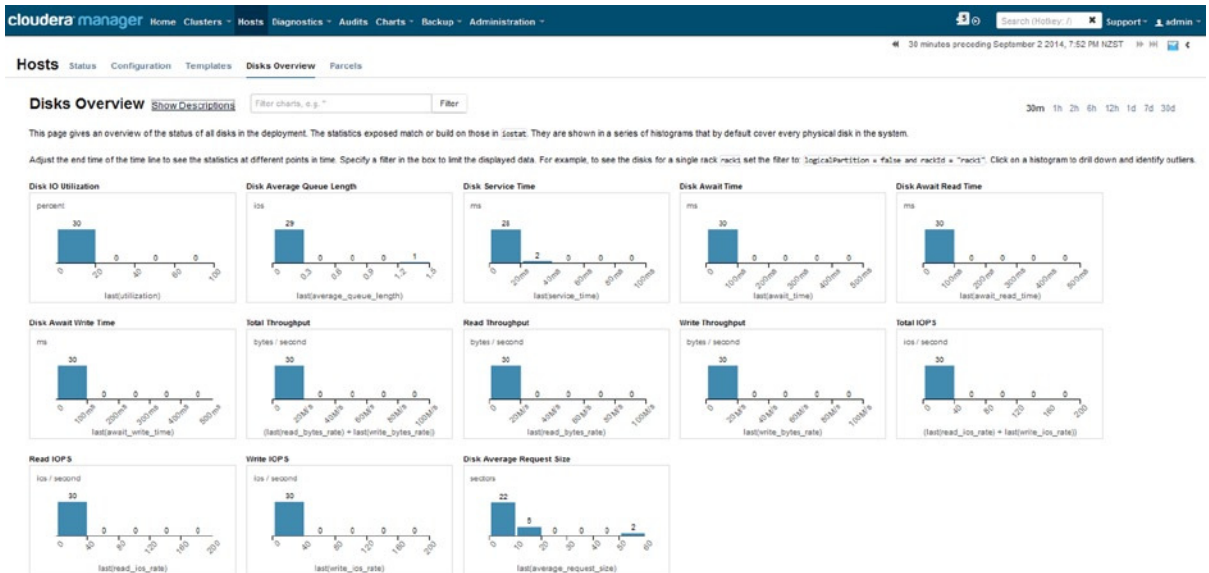 cloudera manager Home Clusters Hosts Diagnostics Audits Charts Backup Administration 5 Search (Hotkey: /) Support admin
30 minutes preceding September 2 2014, 7:52 PM NZST
Hosts Status Configuration Templates Disks Overview Parcels
Disks Overview Show Descriptions Filter charts, e.g. * Filter 30m 1h 2h 6h 12h 1d 7d 30d
This page gives an overview of the status of all disks in the deployment. The statistics exposed match or build on those in iostat. They are shown in a series of histograms that by default cover every physical disk in the system.
Adjust the end time of the time line to see the statistics at different points in time. Specify a filter in the box to limit the displayed data. For example, to see the disks for a single rack rack1 set the filter to: logicalPartition = false and rackId = "rack1". Click on a histogram to drill down and identify outliers.
Disk IO Utilization Disk Average Queue Length Disk Service Time Disk Await Time Disk Await Read Time
percent ios ms ms ms
30 29 28 30 30
0 0 0 0 0 0 1 2 0 0 0 0 0 0 0 0 0 0 0
0 20 40 60 80 100 0 0.3 0.6 0.9 1.2 1.5 0 20ms 40ms 60ms 80ms 100ms 0 100ms 200ms 300ms 400ms 500ms 0 100ms 200ms 300ms 400ms 500ms
last(utilization) last(average_queue_length) last(service_time) last(await_time) last(await_read_time)
Disk Await Write Time Total Throughput Read Throughput Write Throughput Total IOPS
ms bytes / second bytes / second bytes / second ios / second
30 30 30 30 30
0 0 0 0 0 0 0 0 0 0 0 0 0 0 0 0 0 0 0 0
0 100ms 200ms 300ms 400ms 500ms 0 20M/s 40M/s 60M/s 80M/s 100M/s 0 20M/s 40M/s 60M/s 80M/s 100M/s 0 20M/s 40M/s 60M/s 80M/s 100M/s 0 40 80 120 160 200
last(await_write_time) (last(read_bytes_rate) + last(write_bytes_rate)) last(read_bytes_rate) last(write_bytes_rate) (last(read_ios_rate) + last(write_ios_rate))
Read IOPS Write IOPS Disk Average Request Size
ios / second ios / second sectors
30 30 22
0 0 0 0 0 0 0 0 0 0 0 2
0 40 80 120 160 200 0 40 80 120 160 200 0 10 20 30 40 50 60
last(read_ios_rate) last(write_ios_rate) last(average_request_size)